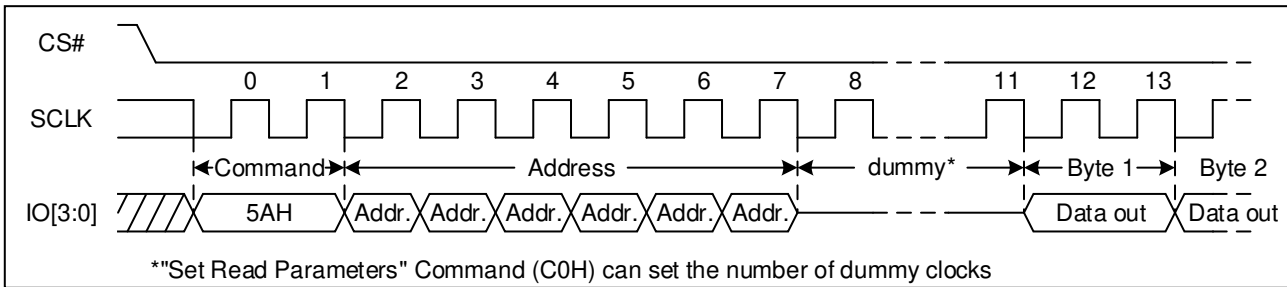 CS#
0 1 2 3 4 5 6 7 8 11 12 13
SCLK
Command Address dummy* Byte 1 Byte 2
IO[3:0] 5AH Addr. Addr. Addr. Addr. Addr. Addr. Data out Data out
*"Set Read Parameters" Command (C0H) can set the number of dummy clocks